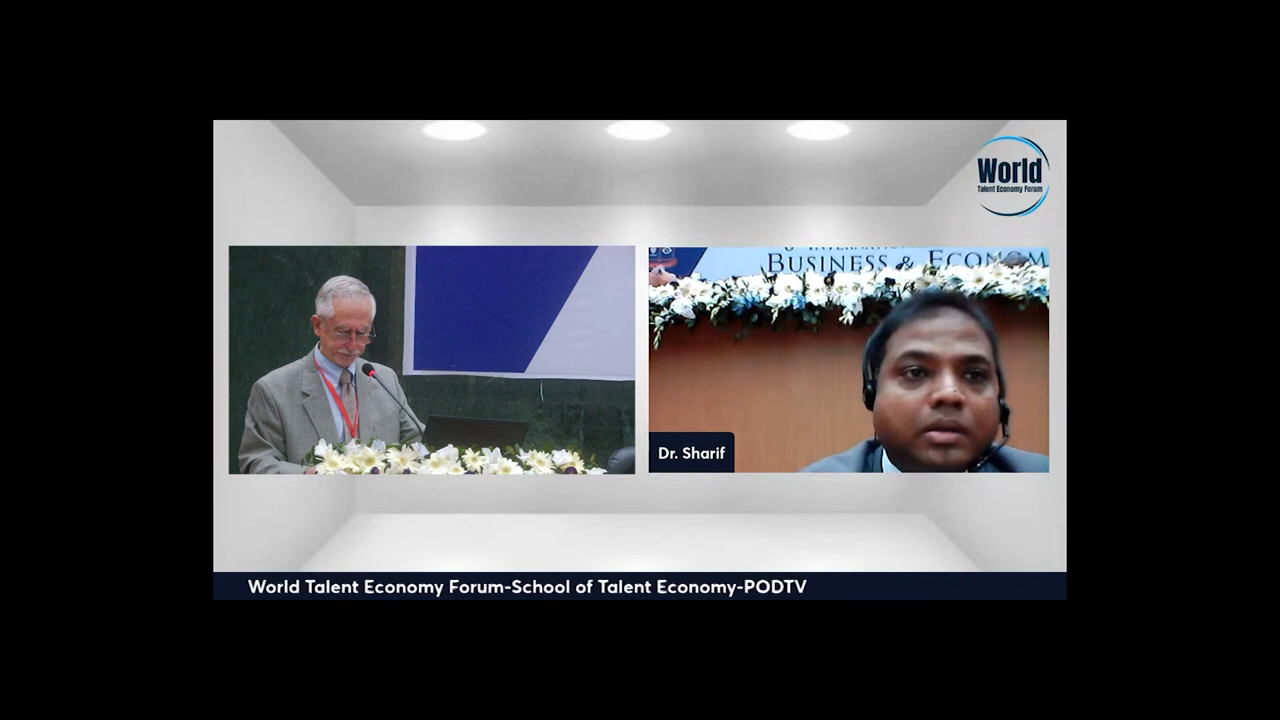 World
Talent Economy Forum
BUSINESS & ECONOM
Dr. Sharif
World Talent Economy Forum-School of Talent Economy-PODTV